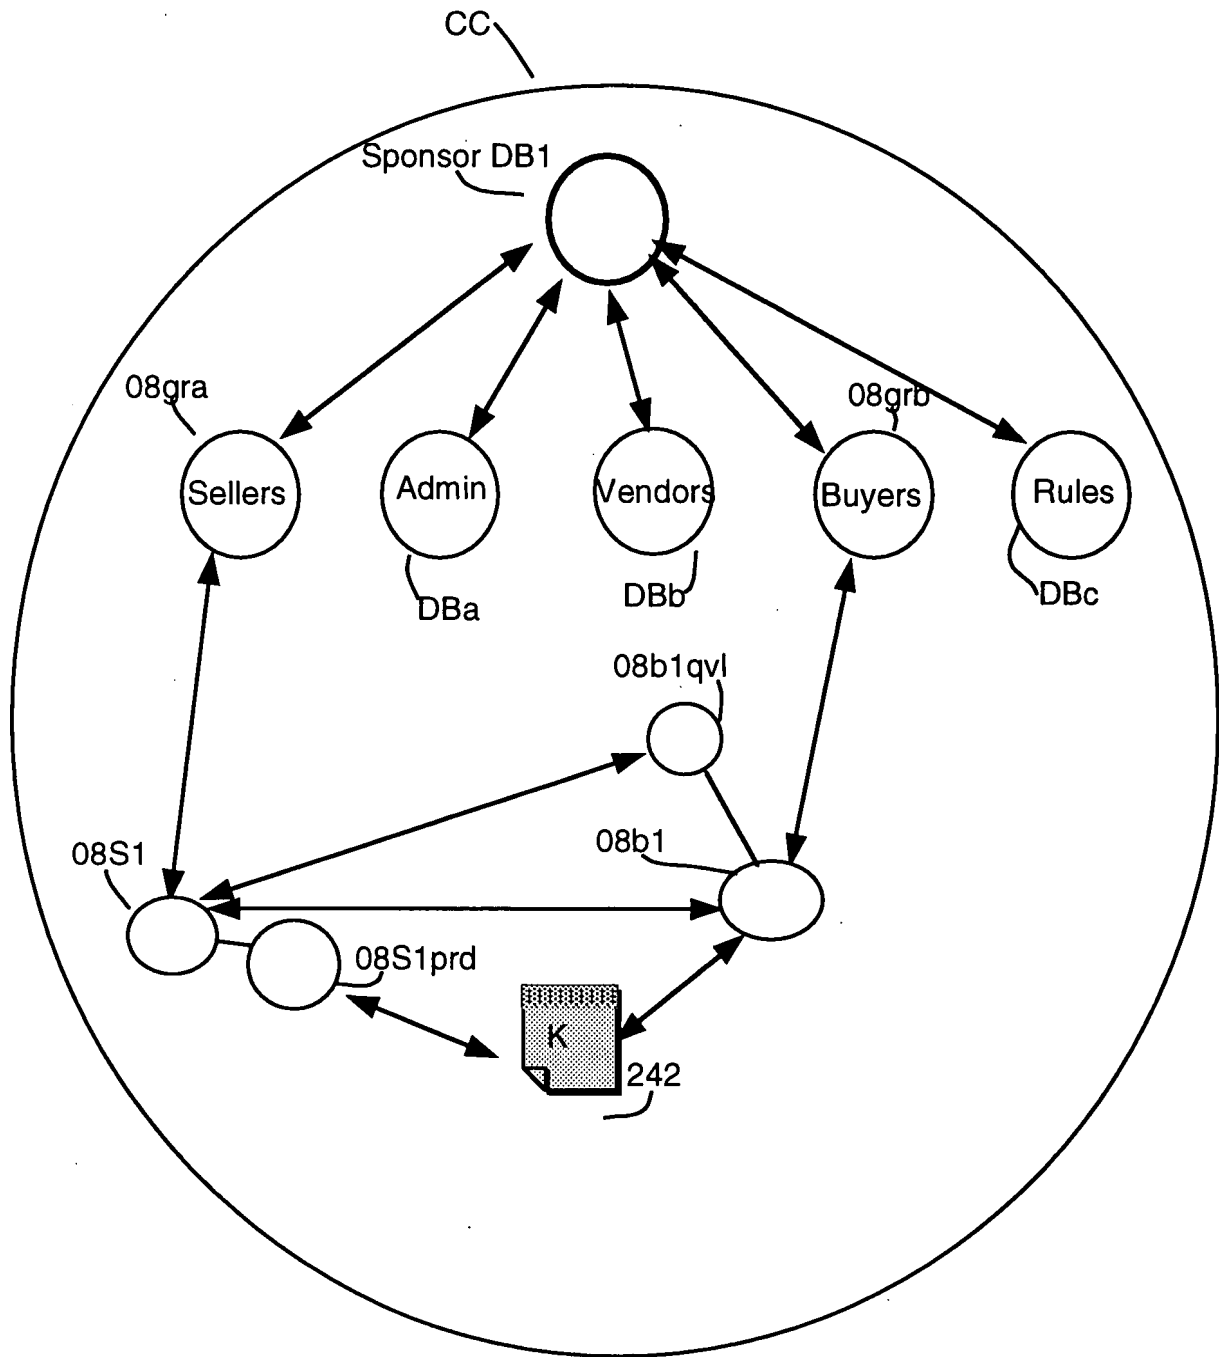 CC
Sponsor DB1
08gra
08grb
Sellers
Admin
Vendors
Buyers
Rules
DBa
DBb
DBc
08b1qvl
08b1
08S1
08S1prd
K
242